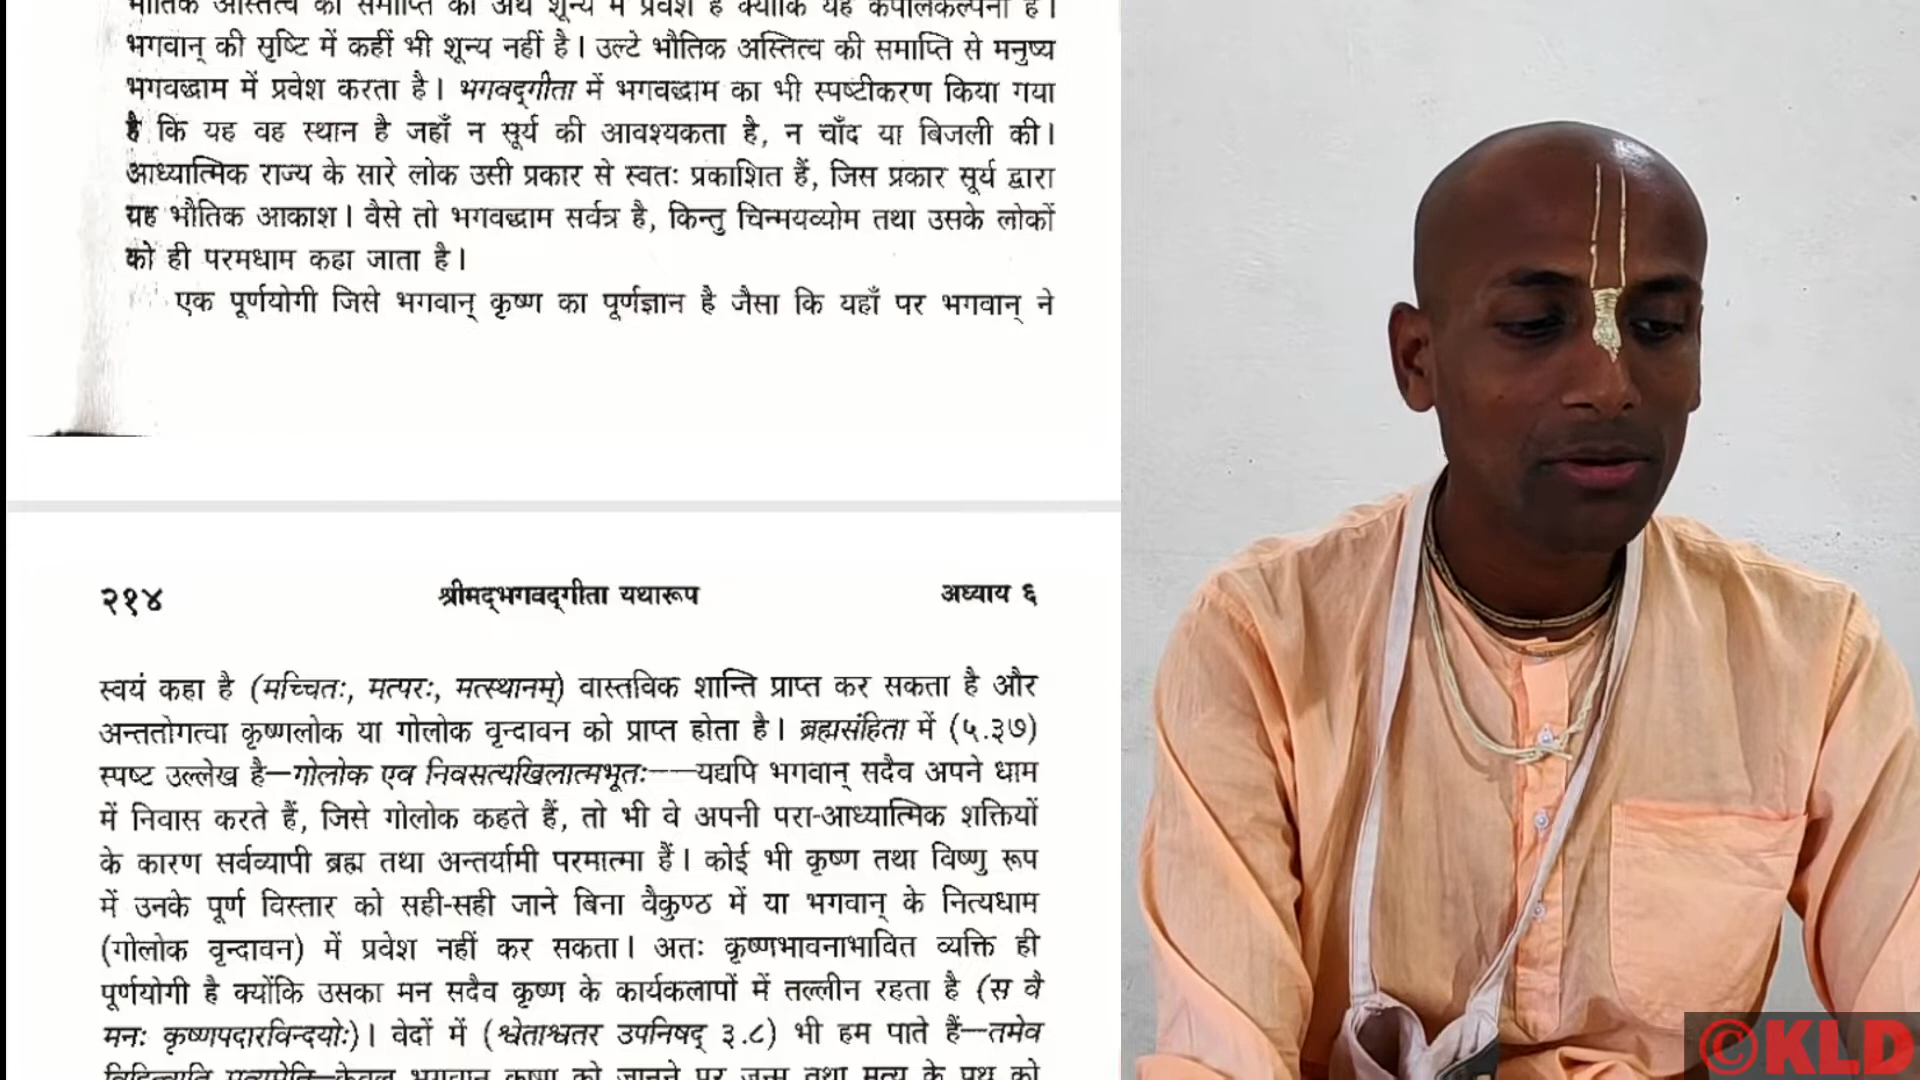 भौतिक अस्तित्व की समाप्ति का अर्थ शून्य में प्रवेश है क्योंकि यह कपोलकल्पना है।
भगवान् की सृष्टि में कहीं भी शून्य नहीं है। उल्टे भौतिक अस्तित्व की समाप्ति से मनुष्य
भगवद्धाम में प्रवेश करता है। भगवद्‌गीता में भगवद्धाम का भी स्पष्टीकरण किया गया
है कि यह वह स्थान है जहाँ न सूर्य की आवश्यकता है, न चाँद या बिजली की।
आध्यात्मिक राज्य के सारे लोक उसी प्रकार से स्वतः प्रकाशित हैं, जिस प्रकार सूर्य द्वारा
यह भौतिक आकाश। वैसे तो भगवद्धाम सर्वत्र है, किन्तु चिन्मयव्योम तथा उसके लोकों
को ही परमधाम कहा जाता है।
एक पूर्णयोगी जिसे भगवान् कृष्ण का पूर्णज्ञान है जैसा कि यहाँ पर भगवान् ने
२१४ श्रीमद्‌भगवद्‌गीता यथारूप अध्याय ६
स्वयं कहा है (मच्चितः, मत्परः, मत्स्थानम्) वास्तविक शान्ति प्राप्त कर सकता है और
अन्ततोगत्वा कृष्णलोक या गोलोक वृन्दावन को प्राप्त होता है। ब्रह्मसंहिता में (५.३७)
स्पष्ट उल्लेख है—गोलोक एव निवसत्यखिलात्मभूतः——यद्यपि भगवान् सदैव अपने धाम
में निवास करते हैं, जिसे गोलोक कहते हैं, तो भी वे अपनी परा-आध्यात्मिक शक्तियों
के कारण सर्वव्यापी ब्रह्म तथा अन्तर्यामी परमात्मा हैं। कोई भी कृष्ण तथा विष्णु रूप
में उनके पूर्ण विस्तार को सही-सही जाने बिना वैकुण्ठ में या भगवान् के नित्यधाम
(गोलोक वृन्दावन) में प्रवेश नहीं कर सकता। अतः कृष्णभावनाभावित व्यक्ति ही
पूर्णयोगी है क्योंकि उसका मन सदैव कृष्ण के कार्यकलापों में तल्लीन रहता है (स वै
मनः कृष्णपदारविन्दयोः)। वेदों में (श्वेताश्वतर उपनिषद् ३.८) भी हम पाते हैं—तमेव
विदित्वाति मृत्युमेति—केवल भगवान् कृष्ण को जानने पर जन्म तथा मृत्यु के पथ को
©KLD